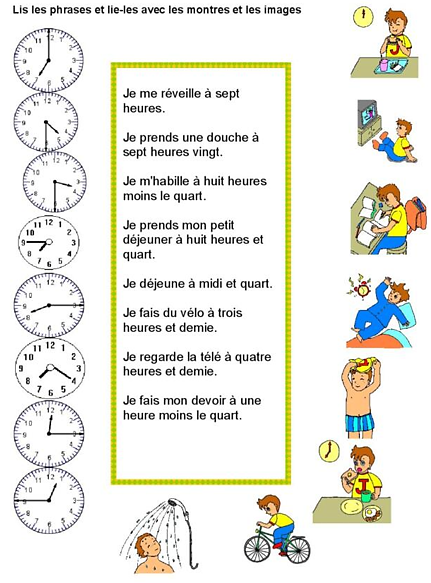 Lis les phrases et lie-les avec les montres et les images
Je me réveille à sept
heures.
Je prends une douche à
sept heures vingt.
Je m'habille à huit heures
moins le quart.
Je prends mon petit
déjeuner à huit heures et
quart.
Je déjeune à midi et quart.
Je fais du vélo à trois
heures et demie.
Je regarde la télé à quatre
heures et demie.
Je fais mon devoir à une
heure moins le quart.